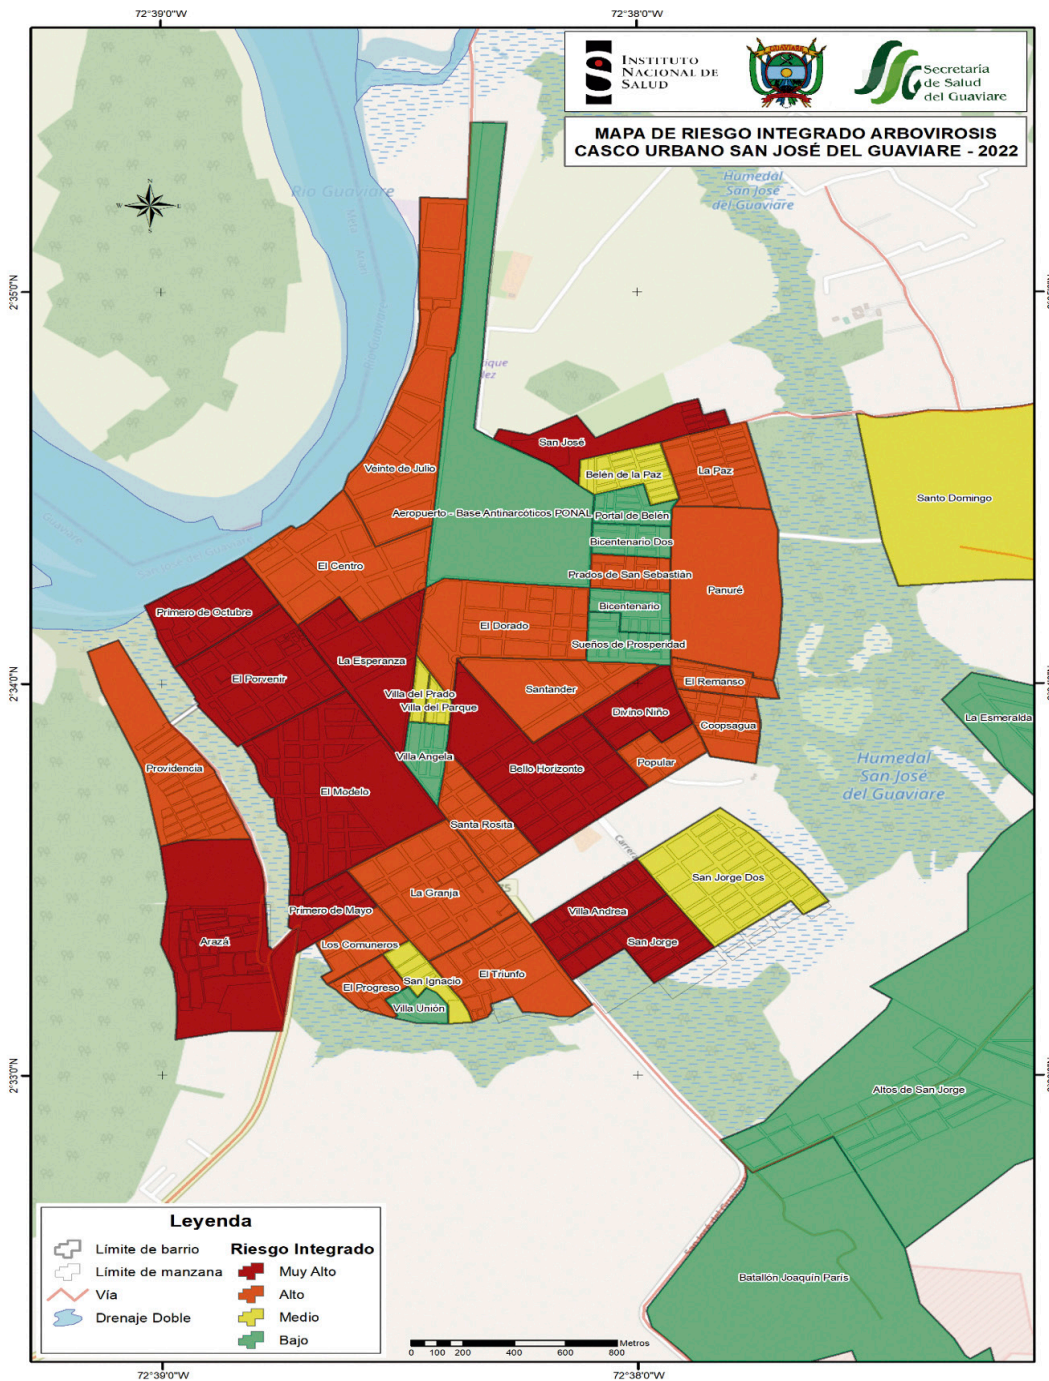 72°39'0"W
72°38'0"W
INSTITUTO
NACIONAL DE
SALUD
GUAVIARE
Secretaría
de Salud
del Guaviare
MAPA DE RIESGO INTEGRADO ARBOVIROSIS
CASCO URBANO SAN JOSÉ DEL GUAVIARE - 2022
Humedal
San José
del Guaviare
N
W
E
S
Río Guaviare
2°35'0"N
San José
Veinte de Julio
Belén de la Paz
La Paz
Santo Domingo
Aeropuerto - Base Antinarcóticos PONAL
Portal de Belén
Bicentenario Dos
El Centro
Prados de San Sebastián
Panuré
Primero de Octubre
Bicentenario
El Dorado
Sueños de Prosperidad
La Esperanza
2°34'0"N
El Porvenir
El Remanso
Santander
Villa del Prado
Villa del Parque
Divino Niño
Coopsagua
La Esmeralda
Villa Angela
Providencia
Bello Horizonte
Popular
Humedal
San José
del Guaviare
El Modelo
Santa Rosita
San Jorge Dos
La Granja
Primero de Mayo
Villa Andrea
Arazá
Los Comuneros
San Jorge
San Ignacio
El Triunfo
El Progreso
Villa Unión
2°33'0"N
Altos de San Jorge
Batallón Joaquín París
Leyenda
Límite de barrio
Límite de manzana
Vía
Drenaje Doble
Riesgo Integrado
Muy Alto
Alto
Medio
Bajo
0 100 200 400 600 800 Metros
72°39'0"W
72°38'0"W